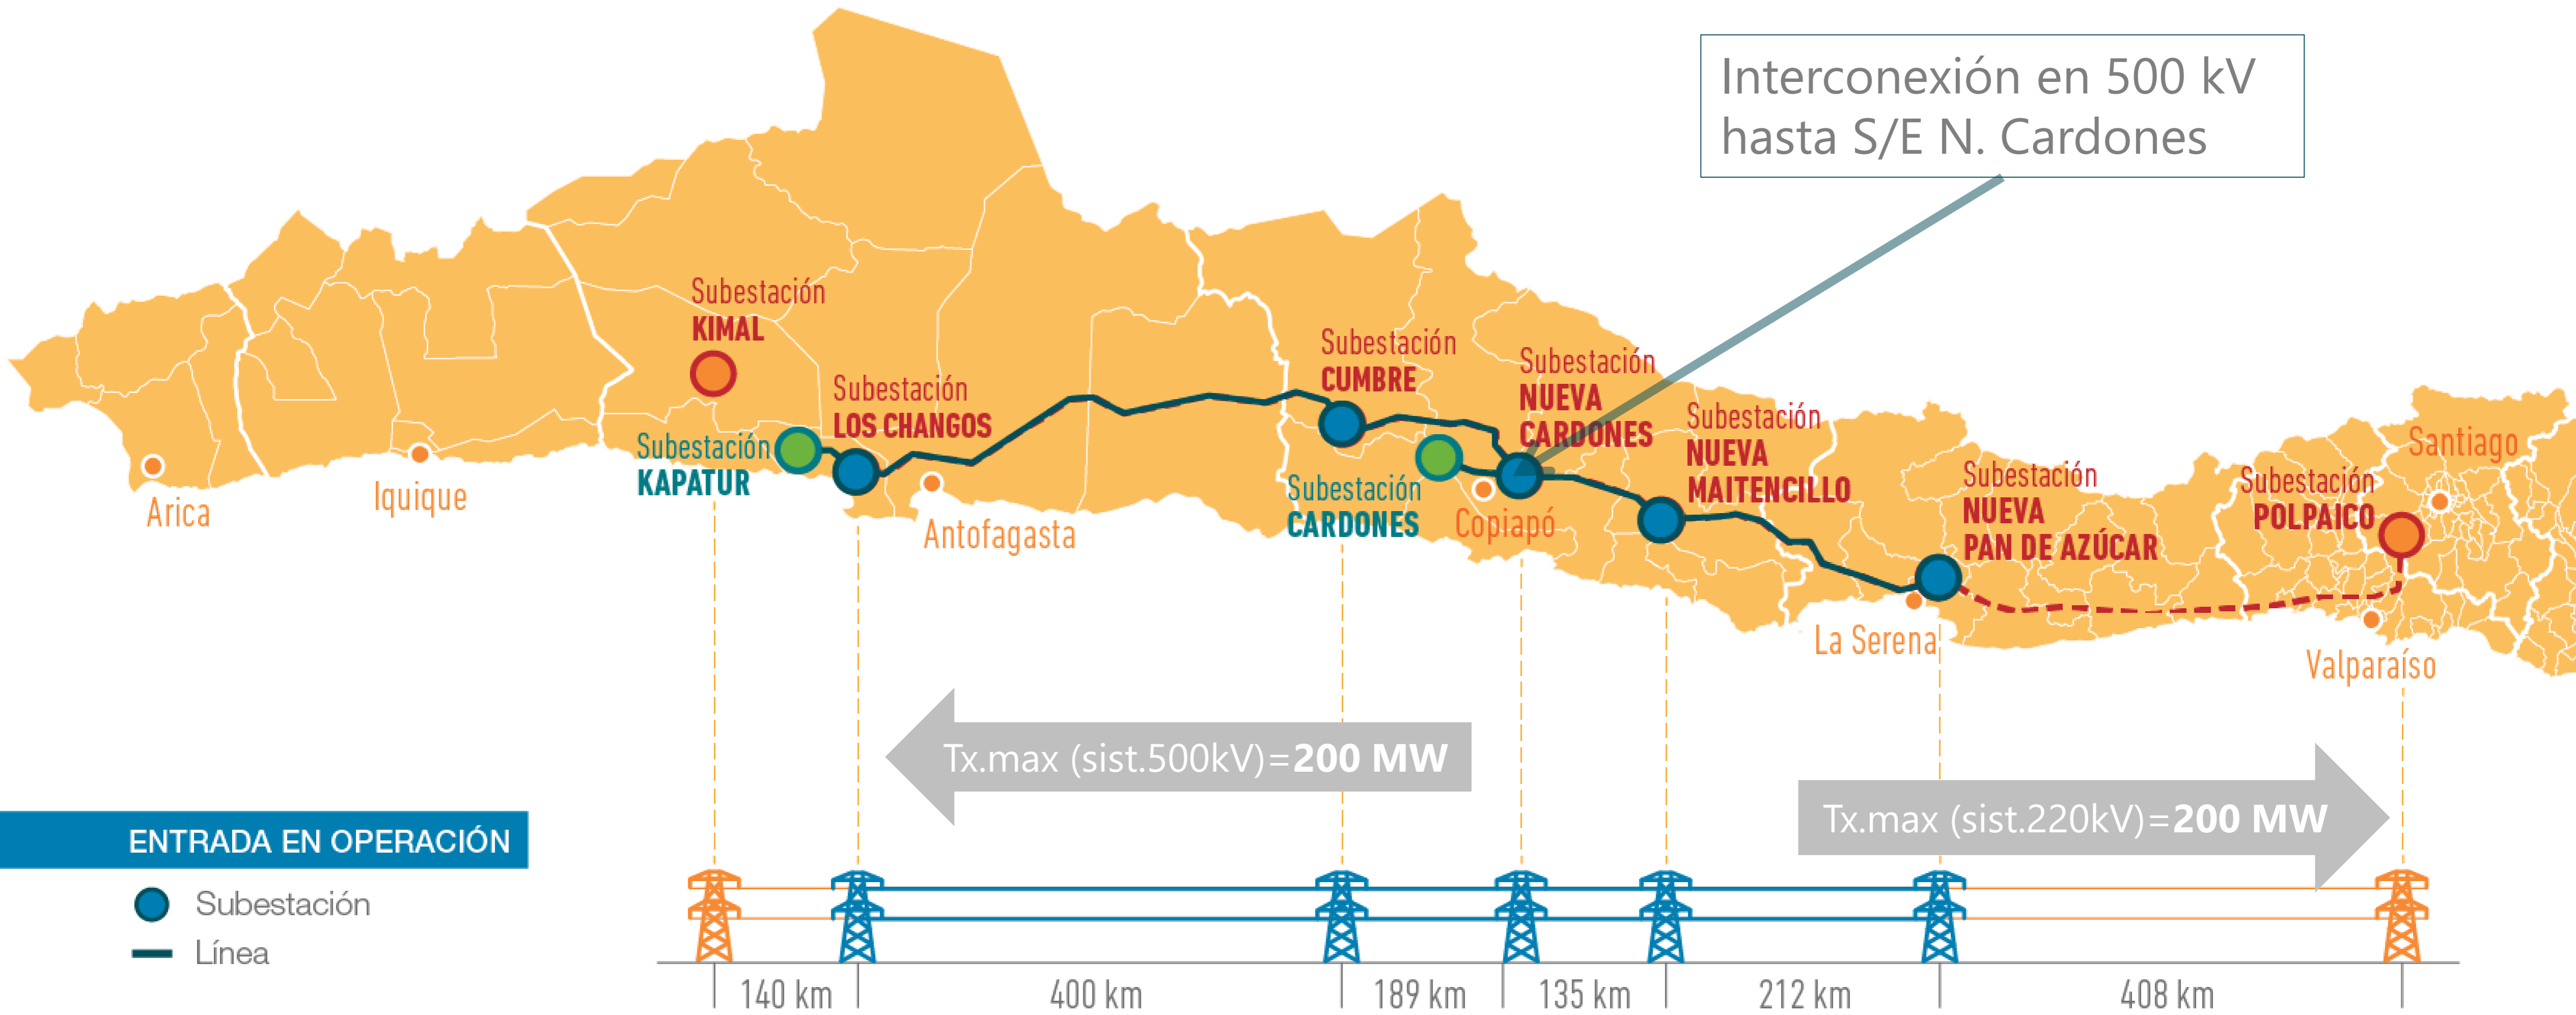 Interconexión en 500 kV
hasta S/E N. Cardones
Subestación
KIMAL
Subestación
LOS CHANGOS
Subestación
KAPATUR
Subestación
CUMBRE
Subestación
NUEVA
CARDONES
Subestación
CARDONES
Subestación
NUEVA
MAITENCILLO
Subestación
NUEVA
PAN DE AZÚCAR
Subestación
POLPAICO
Santiago
Arica
Iquique
Antofagasta
Copiapó
La Serena
Valparaíso
Tx.max (sist.500kV)=200 MW
Tx.max (sist.220kV)=200 MW
ENTRADA EN OPERACIÓN
Subestación
Línea
140 km
400 km
189 km
135 km
212 km
408 km